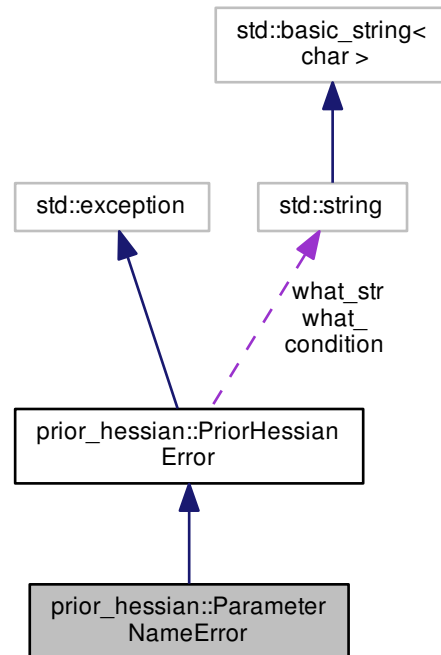 std::basic_string<
char >
std::exception
std::string
what_str
what_
condition
prior_hessian::PriorHessian
Error
prior_hessian::Parameter
NameError